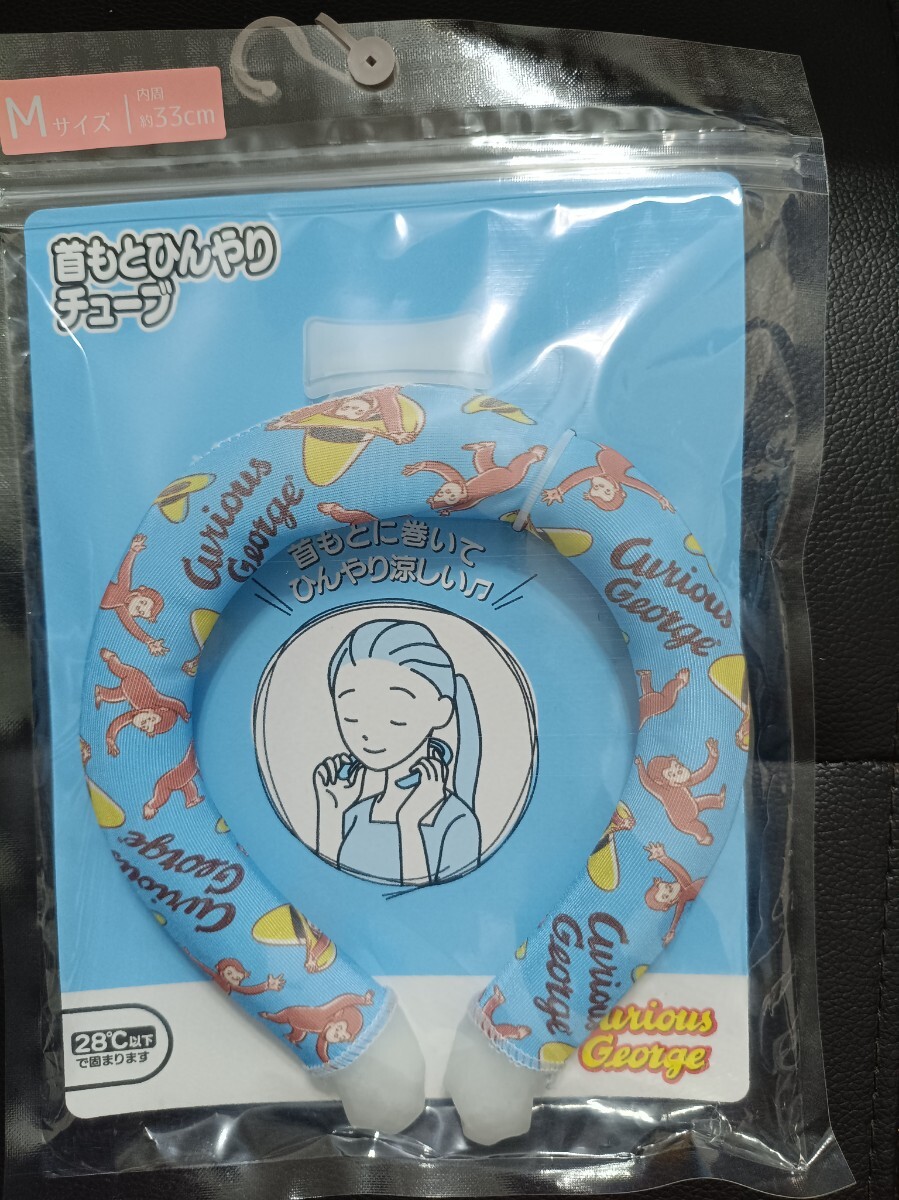 Mサイズ
内周
約33cm
首もとひんやり
チューブ
Curious
George®
Curious
George
首もとに巻いて
ひんやり涼しい♫
Curious
George®
Curious
George
28℃以下
で固まります
urious
George